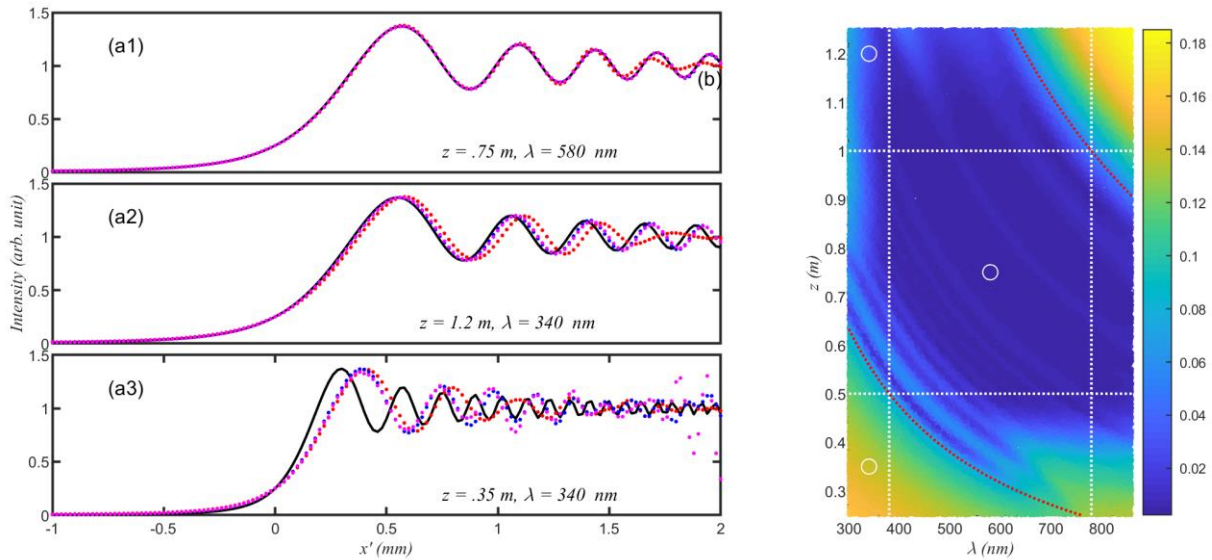 (a1)
z = .75 m, λ = 580 nm
1.5
1
0.5
0
(a2)
z = 1.2 m, λ = 340 nm
1.5
1
0.5
0
Intensity (arb. unit)
(a3)
z = .35 m, λ = 340 nm
1.5
1
0.5
0
-1 -0.5 0 0.5 1 1.5 2
x' (mm)
(b)
1.2
1.1
1
0.9
0.8
0.7
0.6
0.5
0.4
0.3
z (m)
300 400 500 600 700 800
λ (nm)
0.18
0.16
0.14
0.12
0.1
0.08
0.06
0.04
0.02